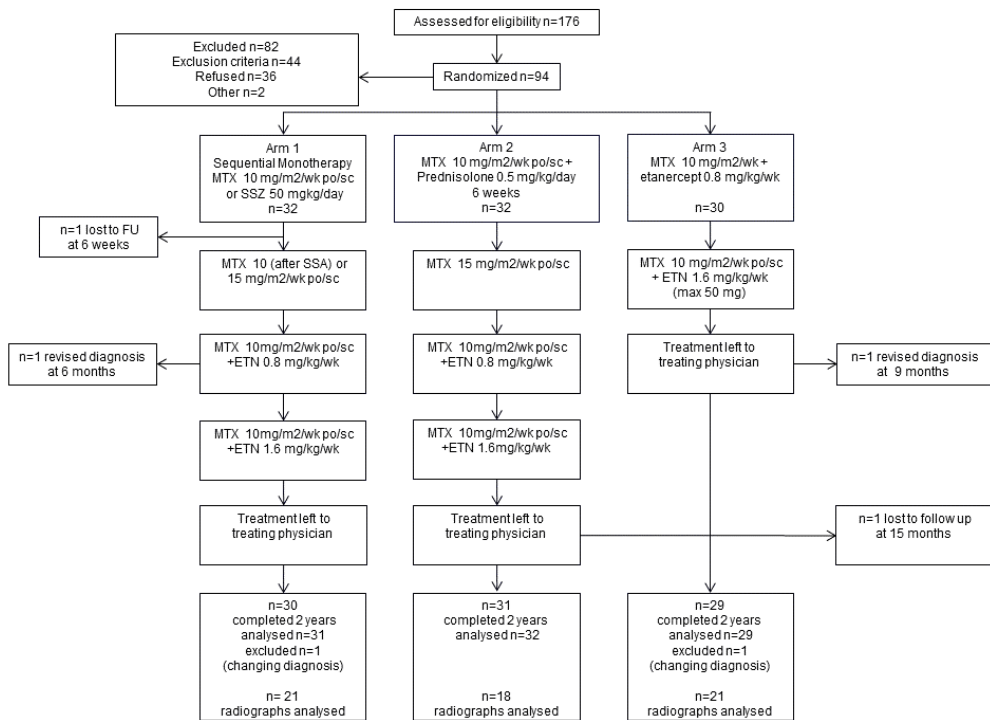 Assessed for eligibility n=176
Excluded n=82
Exclusion criteria n=44
Refused n=36
Other n=2
Randomized n=94
Arm 1
Sequential Monotherapy
MTX 10 mg/m2/wk po/sc
or SSZ 50 mgkg/day
n=32
Arm 2
MTX 10 mg/m2/wk po/sc +
Prednisolone 0.5 mg/kg/day
6 weeks
n=32
Arm 3
MTX 10 mg/m2/wk +
etanercept 0.8 mg/kg/wk
n=30
n=1 lost to FU
at 6 weeks
MTX 10 (after SSA) or
15 mg/m2/wk po/sc
MTX 15 mg/m2/wk po/sc
MTX 10 mg/m2/wk po/sc
+ ETN 1.6 mg/kg/wk
(max 50 mg)
n=1 revised diagnosis
at 6 months
MTX 10mg/m2/wk po/sc
+ETN 0.8 mg/kg/wk
MTX 10mg/m2/wk po/sc
+ETN 0.8 mg/kg/wk
Treatment left to
treating physician
n=1 revised diagnosis
at 9 months
MTX 10mg/m2/wk po/sc
+ETN 1.6 mg/kg/wk
MTX 10mg/m2/wk po/sc
+ETN 1.6mg/kg/wk
Treatment left to
treating physician
Treatment left to
treating physician
n=1 lost to follow up
at 15 months
n=30
completed 2 years
analysed n=31
excluded n=1
(changing diagnosis)
n= 21
radiographs analysed
n=31
completed 2 years
analysed n=32
n=18
radiographs analysed
n=29
completed 2 years
analysed n=29
excluded n=1
(changing diagnosis)
n=21
radiographs analysed